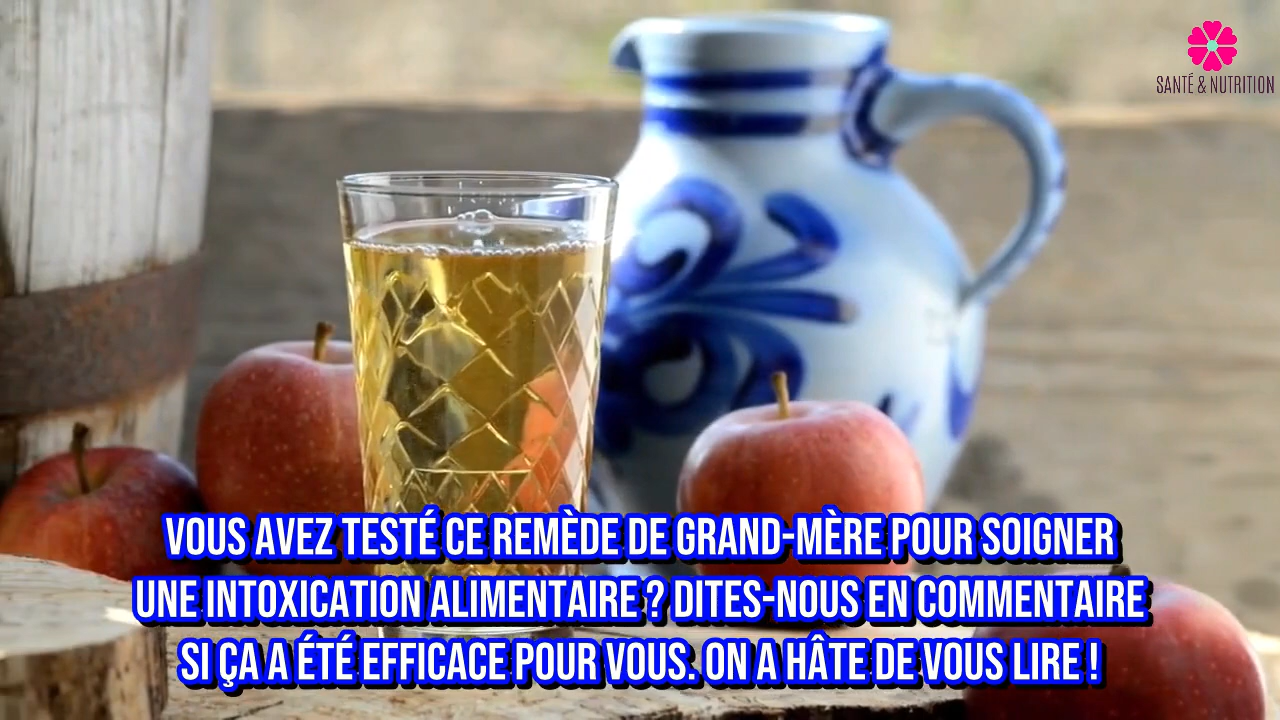 SANTÉ & NUTRITION
VOUS AVEZ TESTÉ CE REMÈDE DE GRAND-MÈRE POUR SOIGNER
UNE INTOXICATION ALIMENTAIRE ? DITES-NOUS EN COMMENTAIRE
SI ÇA A ÉTÉ EFFICACE POUR VOUS. ON A HÂTE DE VOUS LIRE !